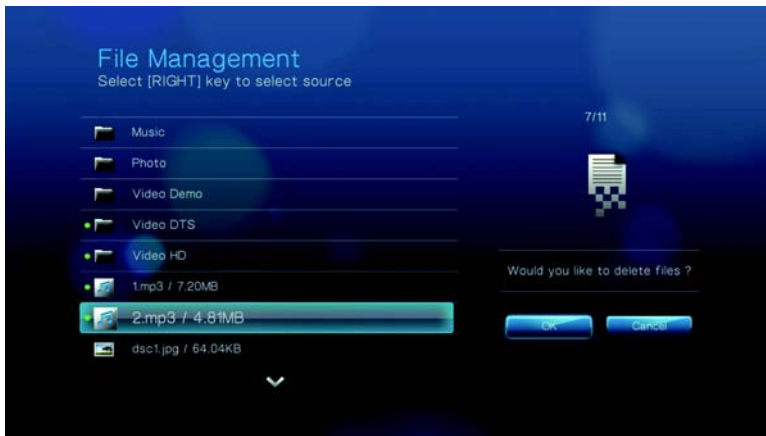 File Management
Select [RIGHT] key to select source
7/11
Music
Photo
Video Demo
Video DTS
Video HD
1.mp3 / 7.20MB
2.mp3 / 4.81MB
dsc1.jpg / 64.04KB
Would you like to delete files ?
OK
Cancel